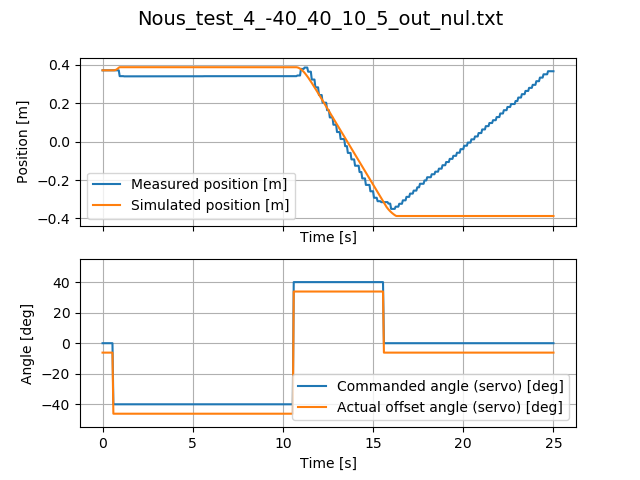 Nous_test_4_-40_40_10_5_out_nul.txt
0.4
0.2
0.0
−0.2
−0.4
Position [m]
Measured position [m]
Simulated position [m]
Time [s]
40
20
0
−20
−40
Angle [deg]
Commanded angle (servo) [deg]
Actual offset angle (servo) [deg]
0 5 10 15 20 25
Time [s]